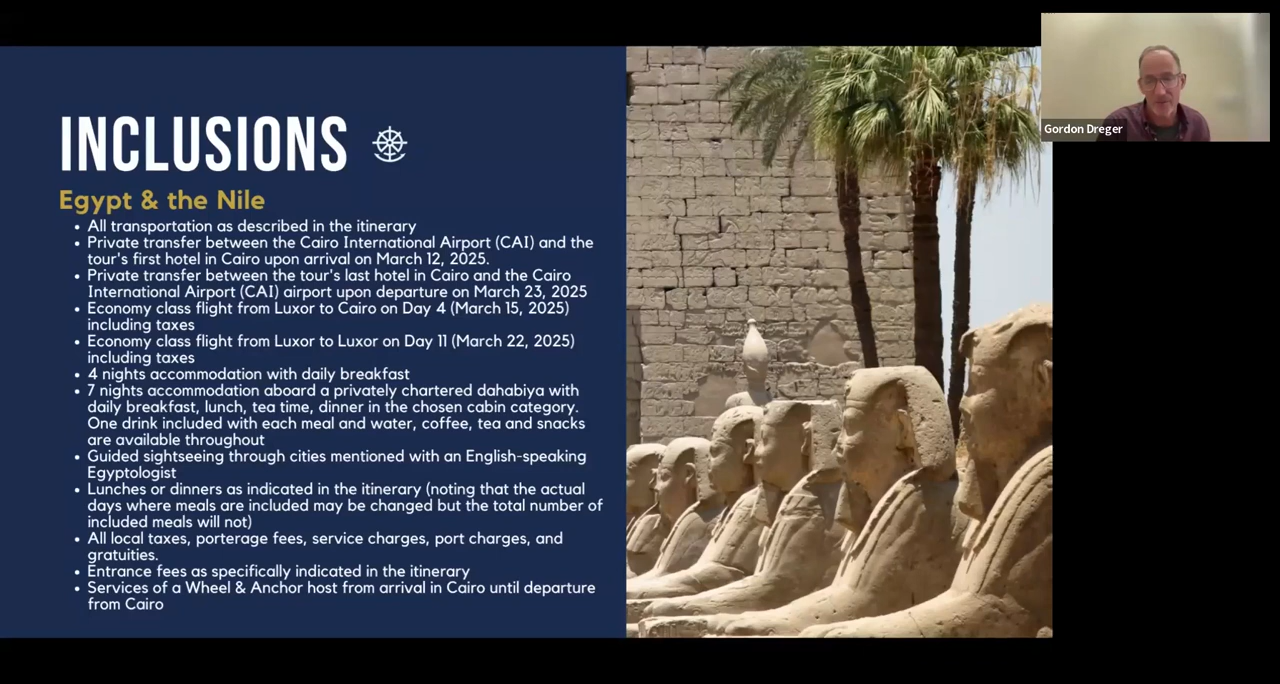 INCLUSIONS
Egypt & the Nile
• All transportation as described in the itinerary
• Private transfer between the Cairo International Airport (CAI) and the
tour's first hotel in Cairo upon arrival on March 12, 2025.
• Private transfer between the tour's last hotel in Cairo and the Cairo
International Airport (CAI) airport upon departure on March 23, 2025
• Economy class flight from Luxor to Cairo on Day 4 (March 15, 2025)
including taxes
• Economy class flight from Luxor to Luxor on Day 11 (March 22, 2025)
including taxes
• 4 nights accommodation with daily breakfast
• 7 nights accommodation aboard a privately chartered dahabiya with
daily breakfast, lunch, tea time, dinner in the chosen cabin category.
One drink included with each meal and water, coffee, tea and snacks
are available throughout
• Guided sightseeing through cities mentioned with an English-speaking
Egyptologist
• Lunches or dinners as indicated in the itinerary (noting that the actual
days where meals are included may be changed but the total number of
included meals will not)
• All local taxes, porterage fees, service charges, port charges, and
gratuities.
• Entrance fees as specifically indicated in the itinerary
• Services of a Wheel & Anchor host from arrival in Cairo until departure
from Cairo
Gordon Dreger